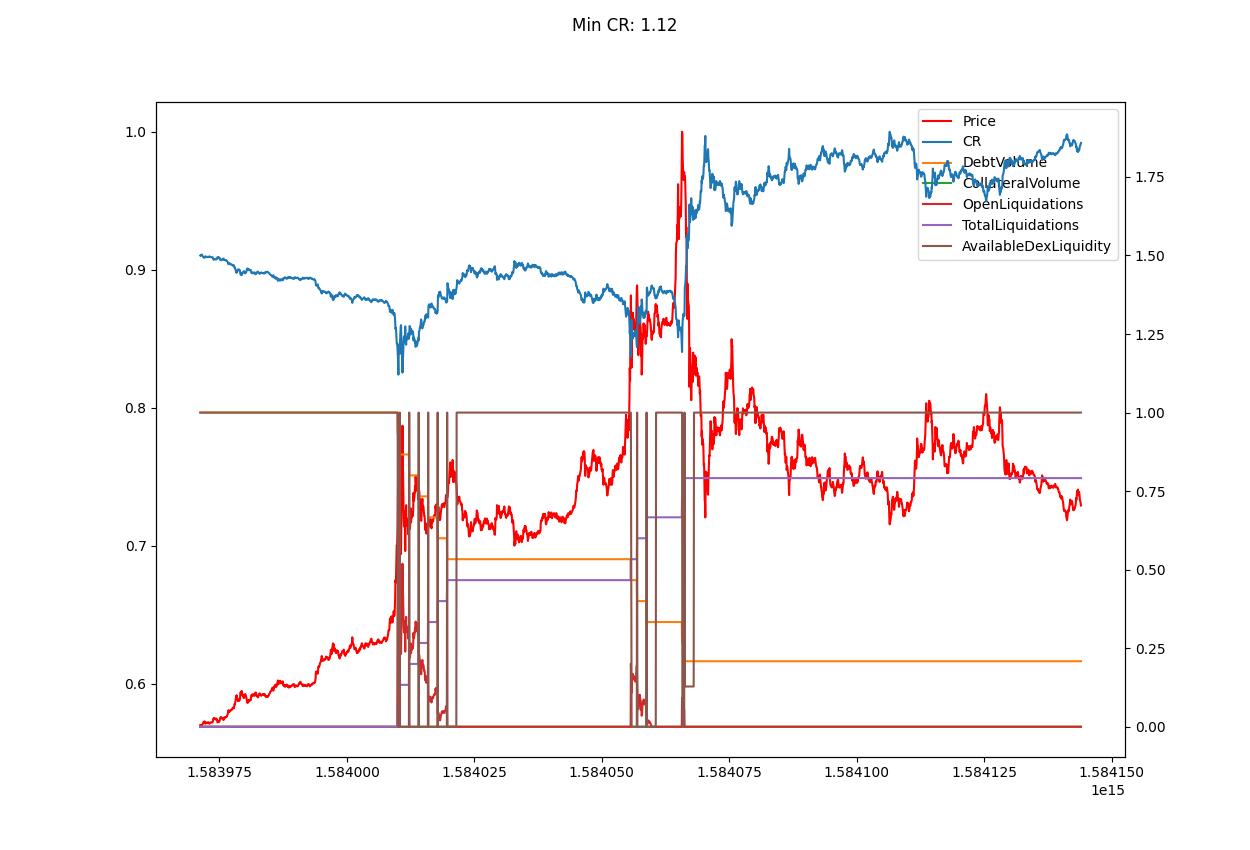 Min CR: 1.12
1.0
0.9
0.8
0.7
0.6
Price
CR
DebtVolume
CollateralVolume
OpenLiquidations
TotalLiquidations
AvailableDexLiquidity
1.75
1.50
1.25
1.00
0.75
0.50
0.25
0.00
1.583975 1.584000 1.584025 1.584050 1.584075 1.584100 1.584125 1.584150
1e15